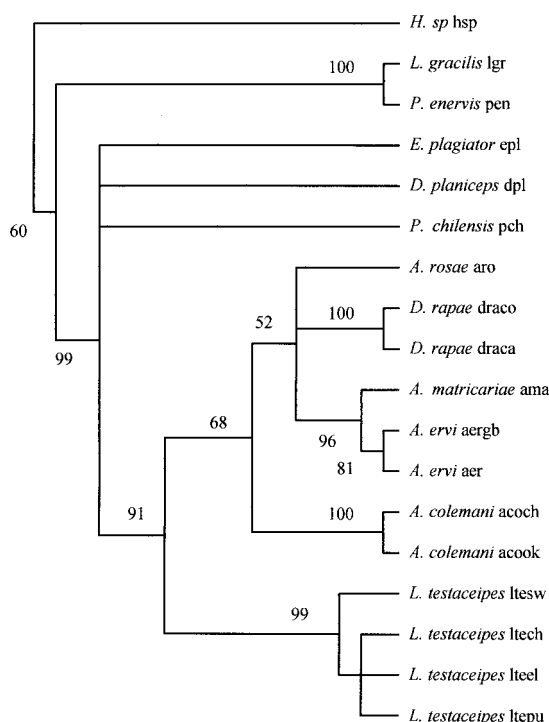 H. sp hsp
100
L. gracilis lgr
P. enervis pen
E. plagiator epl
D. planiceps dpl
60
P. chilensis pch
A. rosae aro
52
100
D. rapae draco
99
D. rapae draca
A. matricariae ama
68
96
A. ervi aergb
81
A. ervi aer
91
100
A. colemani acoch
A. colemani acook
99
L. testaceipes ltesw
L. testaceipes ltech
L. testaceipes lteel
L. testaceipes ltepu